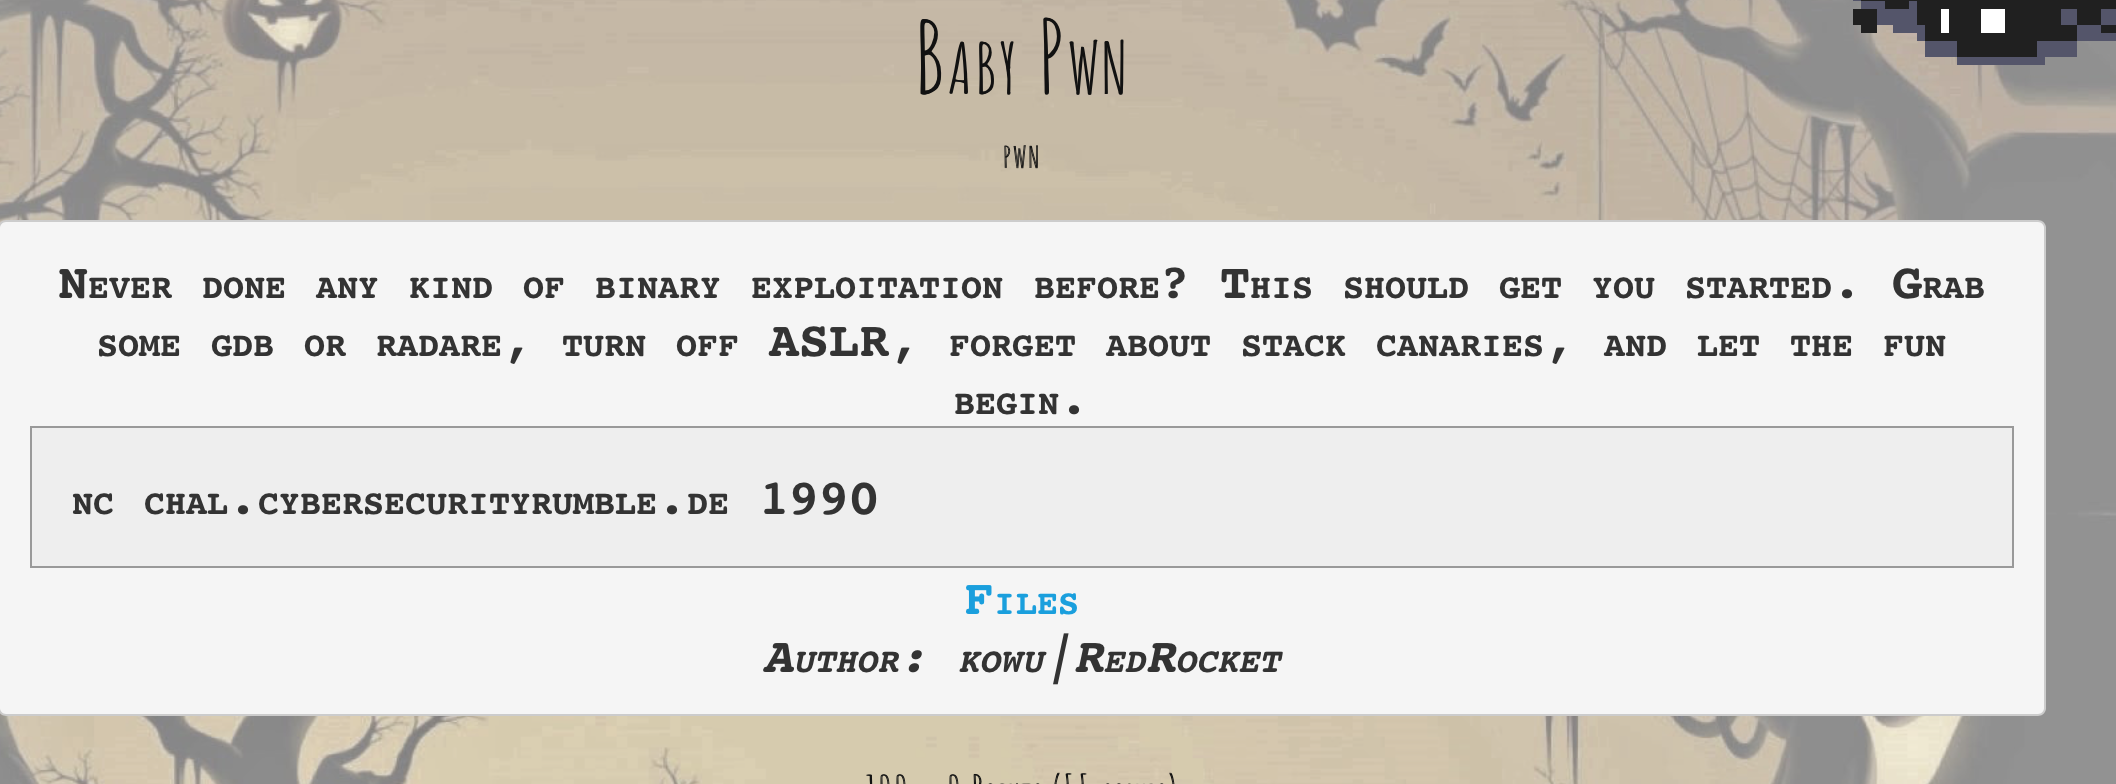 Baby Pwn
pwn
Never done any kind of binary exploitation before? This should get you started. Grab
some gdb or radare, turn off ASLR, forget about stack canaries, and let the fun
begin.
nc chal.cybersecurityrumble.de 1990
Files
Author: kowu|RedRocket